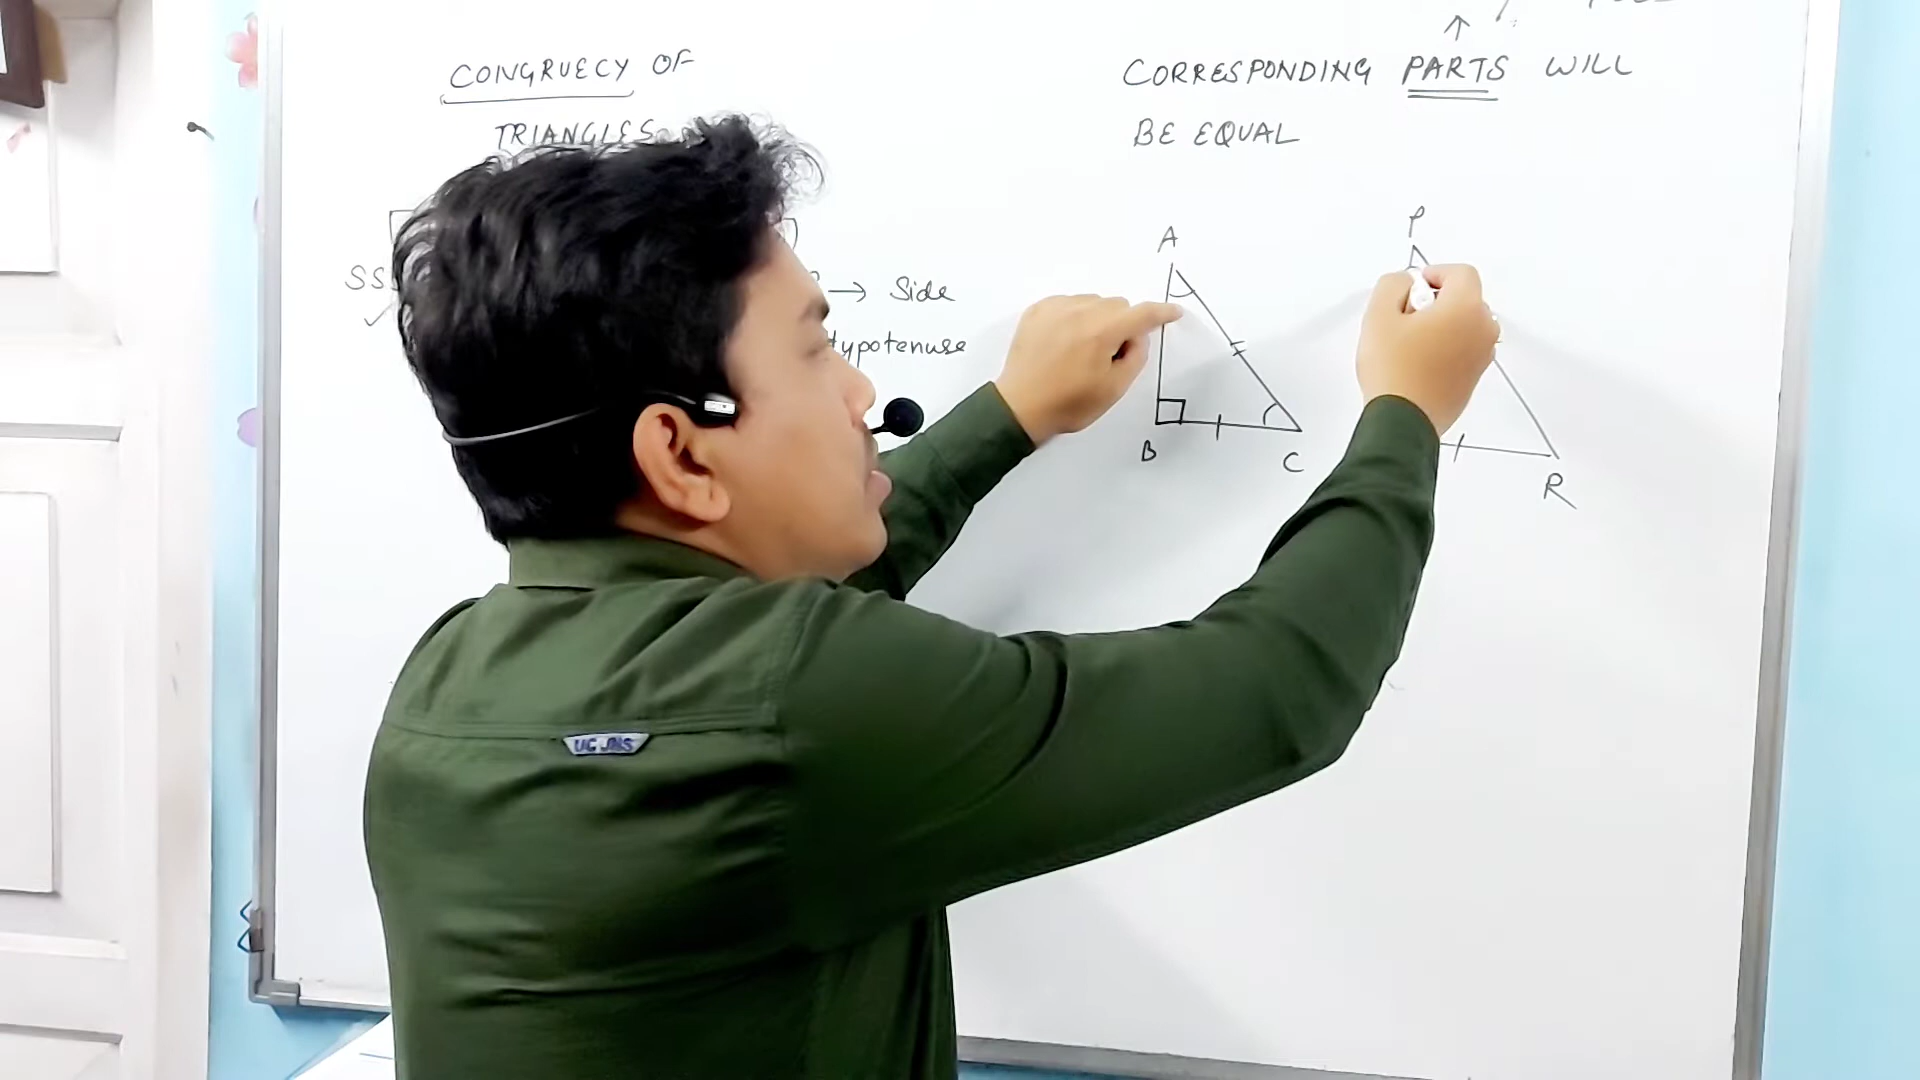 CONGRUECY OF
TRIANGLES
SS
→ Side
Hypotenuse
↑
CORRESPONDING PARTS WILL
BE EQUAL
A
B
C
P
R